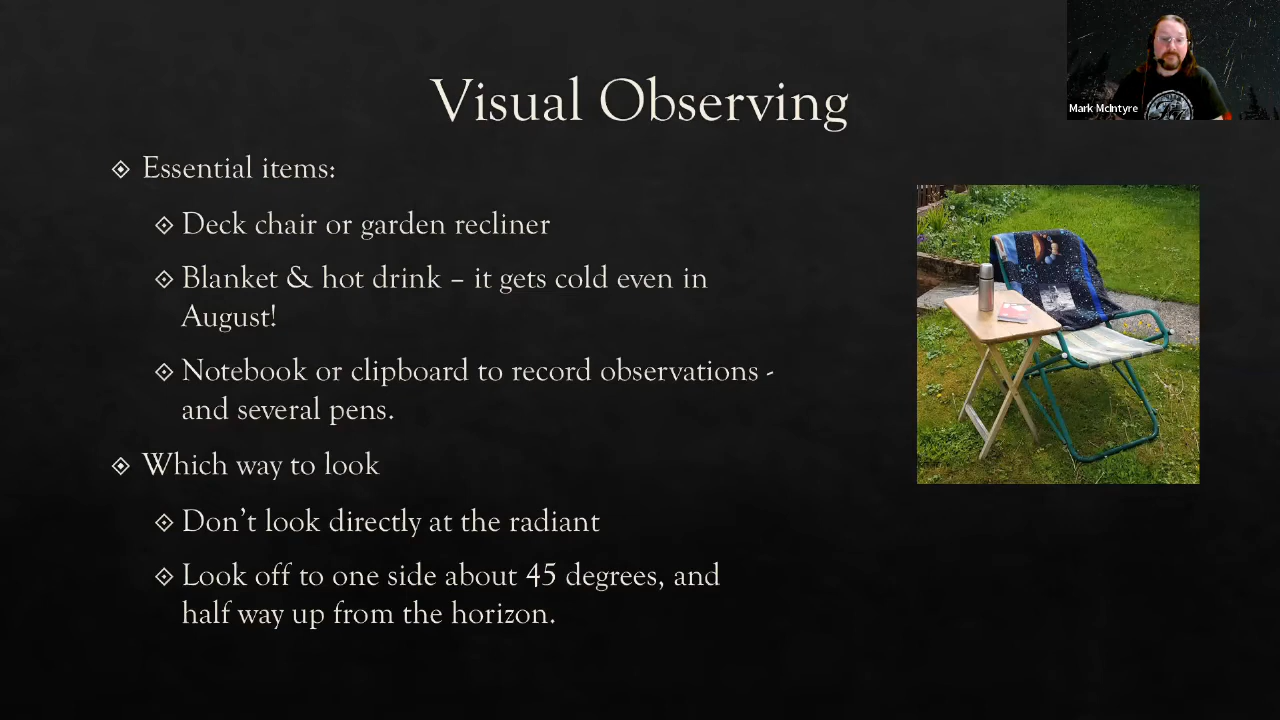 Visual Observing
Mark McIntyre
Essential items:
Deck chair or garden recliner
Blanket & hot drink – it gets cold even in
August!
Notebook or clipboard to record observations -
and several pens.
Which way to look
Don’t look directly at the radiant
Look off to one side about 45 degrees, and
half way up from the horizon.